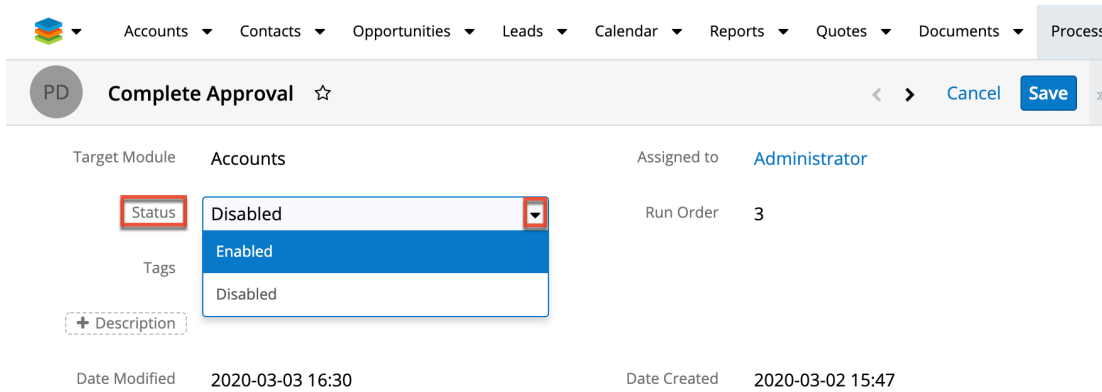 Accounts Contacts Opportunities Leads Calendar Reports Quotes Documents Process
PD Complete Approval Cancel Save
Target Module Accounts Assigned to Administrator
Status Disabled Run Order 3
Enabled
Tags
Disabled
+ Description
Date Modified 2020-03-03 16:30 Date Created 2020-03-02 15:47